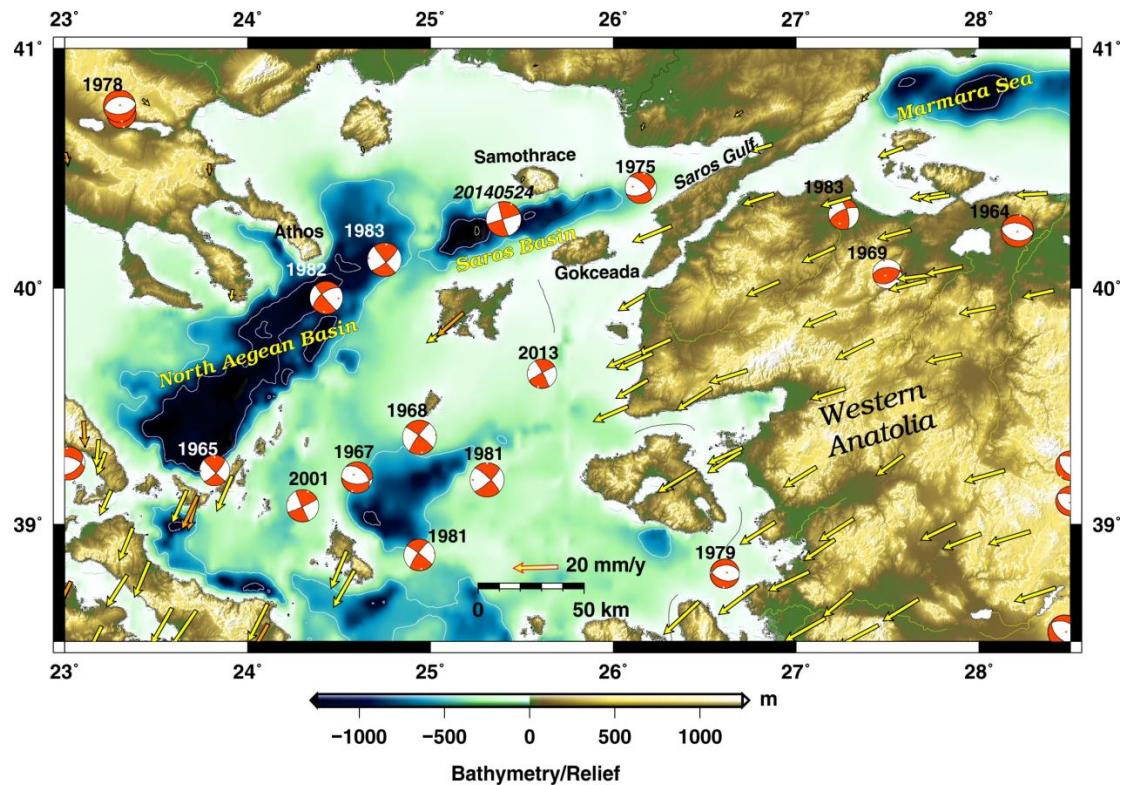 23° 24° 25° 26° 27° 28°
41° 41°
1978
Marmara Sea
Samothrace
1975
Saros Gulf
20140524
1983
1964
Athos
1983
Saros Basin
1969
Gokceada
1982
40° 40°
North Aegean Basin
2013
Western
Anatolia
1968
1965
1967
1981
2001
39° 39°
1981
1979
20 mm/y
0 50 km
23° 24° 25° 26° 27° 28°
m
−1000 −500 0 500 1000
Bathymetry/Relief